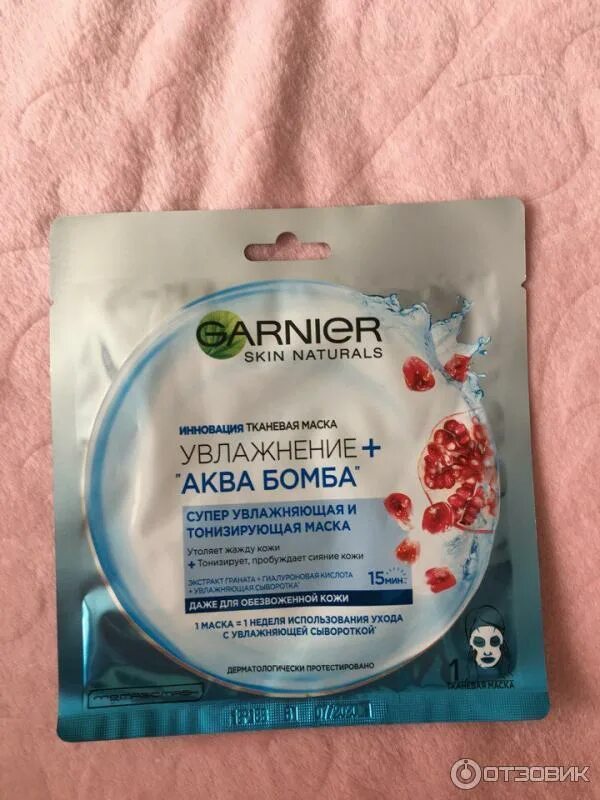 GARNIER
SKIN NATURALS
ИННОВАЦИЯ ТКАНЕВАЯ МАСКА
УВЛАЖНЕНИЕ +
"АКВА БОМБА"
СУПЕР УВЛАЖНЯЮЩАЯ И
ТОНИЗИРУЮЩАЯ МАСКА
Утоляет жажду кожи
+ Тонизирует, пробуждает сияние кожи
ЭКСТРАКТ ГРАНАТА + ГИАЛУРОНОВАЯ КИСЛОТА
+ УВЛАЖНЯЮЩАЯ СЫВОРОТКА
15 МИН
ДАЖЕ ДЛЯ ОБЕЗВОЖЕННОЙ КОЖИ
1 МАСКА = 1 НЕДЕЛЯ ИСПОЛЬЗОВАНИЯ УХОДА
С УВЛАЖНЯЮЩЕЙ СЫВОРОТКОЙ
ДЕРМАТОЛОГИЧЕСКИ ПРОТЕСТИРОВАНО
1
ТКАНЕВАЯ МАСКА
ОТЗОВИК